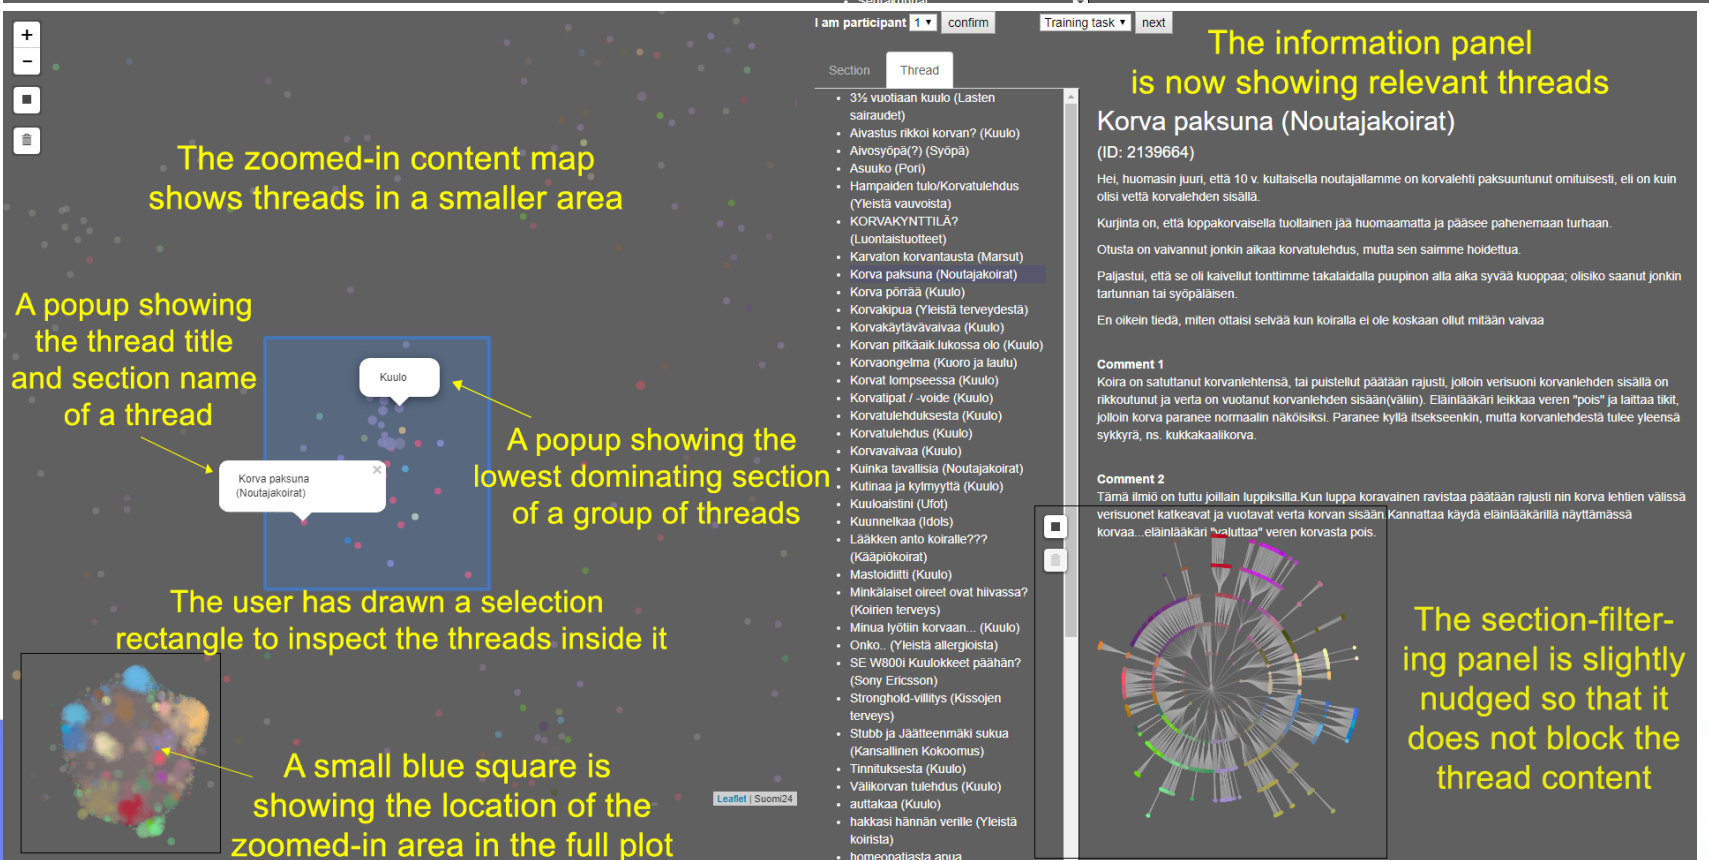 Seurakunnat
+
−
I am participant 1 confirm Training task next
Section Thread
The information panel
is now showing relevant threads
The zoomed-in content map
shows threads in a smaller area
A popup showing
the thread title
and section name
of a thread
Kuulo
Korva paksuna
(Noutajakoirat)
×
A popup showing the
lowest dominating section
of a group of threads
The user has drawn a selection
rectangle to inspect the threads inside it
A small blue square is
showing the location of the
zoomed-in area in the full plot
Leaflet | Suomi24
3½ vuotiaan kuulo (Lasten
sairaudet)
Aivastus rikkoi korvan? (Kuulo)
Aivosyöpä(?) (Syöpä)
Asuuko (Pori)
Hampaiden tulo/Korvatulehdus
(Yleistä vauvoista)
KORVAKYNTTILÄ?
(Luontaistuotteet)
Karvaton korvantausta (Marsut)
Korva paksuna (Noutajakoirat)
Korva pörrää (Kuulo)
Korvakipua (Yleistä terveydestä)
Korvakäytävävaivaa (Kuulo)
Korvan pitkäaik.lukossa olo (Kuulo)
Korvaongelma (Kuoro ja laulu)
Korvat lompseessa (Kuulo)
Korvatipat / -voide (Kuulo)
Korvatulehduksesta (Kuulo)
Korvatulehdus (Kuulo)
Korvavaivaa (Kuulo)
Kuinka tavallisia (Noutajakoirat)
Kutinaa ja kylmyyttä (Kuulo)
Kuuloaistini (Ufot)
Kuunnelkaa (Idols)
Lääkken anto koiralle???
(Kääpiökoirat)
Mastoidiitti (Kuulo)
Minkälaiset oireet ovat hiivassa?
(Koirien terveys)
Minua lyötiin korvaan... (Kuulo)
Onko.. (Yleistä allergioista)
SE W800i Kuulokkeet päähän?
(Sony Ericsson)
Stronghold-villitys (Kissojen
terveys)
Stubb ja Jäätteenmäki sukua
(Kansallinen Kokoomus)
Tinnituksesta (Kuulo)
Välikorvan tulehdus (Kuulo)
auttakaa (Kuulo)
hakkasi hännän verille (Yleistä
koirista)
homeopatiasta apua
Korva paksuna (Noutajakoirat)
(ID: 2139664)
Hei, huomasin juuri, että 10 v. kultaisella noutajallamme on korvalehti paksuuntunut omituisesti, eli on kuin
olisi vettä korvalehden sisällä.
Kurjinta on, että loppakorvaisella tuollainen jää huomaamatta ja pääsee pahenemaan turhaan.
Otusta on vaivannut jonkin aikaa korvatulehdus, mutta sen saimme hoidettua.
Paljastui, että se oli kaivellut tonttimme takalaidalla puupinon alla aika syvää kuoppaa; olisiko saanut jonkin
tartunnan tai syöpäläisen.
En oikein tiedä, miten ottaisi selvää kun koiralla ei ole koskaan ollut mitään vaivaa
Comment 1
Koira on satuttanut korvanlehtensä, tai puistellut päätään rajusti, jolloin verisuoni korvanlehden sisällä on
rikkoutunut ja verta on vuotanut korvanlehden sisään(väliin). Eläinlääkäri leikkaa veren "pois" ja laittaa tikit,
jolloin korva paranee normaalin näköisiksi. Paranee kyllä itsekseenkin, mutta korvanlehdestä tulee yleensä
sykkyrä, ns. kukkakaalikorva.
Comment 2
Tämä ilmiö on tuttu joillain luppiksilla.Kun luppa koravainen ravistaa päätään rajusti nin korva lehtien välissä
verisuonet katkeavat ja vuotavat verta korvan sisään.Kannattaa käydä eläinlääkärillä näyttämässä
korvaa...eläinlääkäri "valuttaa" veren korvasta pois.
The section-filter-
ing panel is slightly
nudged so that it
does not block the
thread content